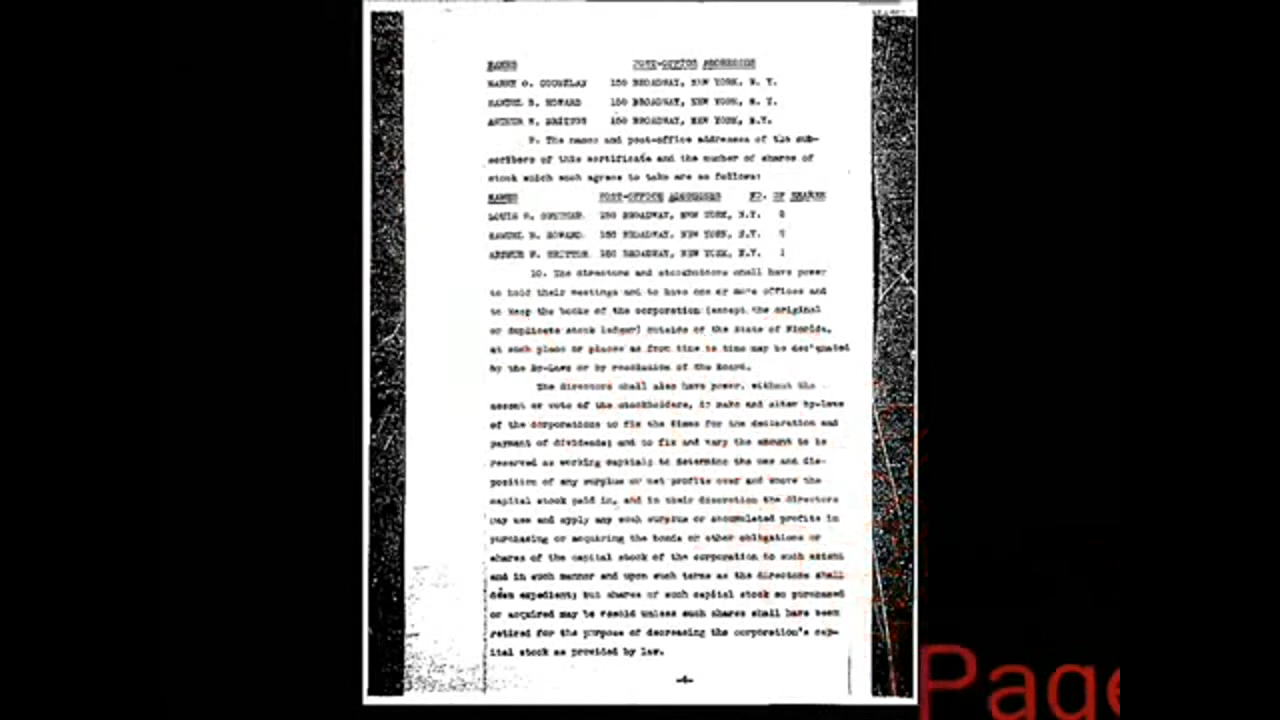 NAMES POST-OFFICE ADDRESSES
HARRY O. 150 BROADWAY, NEW YORK, N. Y.
SAMUEL B. HOWARD 150 BROADWAY, NEW YORK, N. Y.
ARTHUR W. BRITTON 150 BROADWAY, NEW YORK, N.Y.
9. The names and post-office addresses of the sub-
scribers of this certificate and the number of shares of
stock which each agrees to take are as follows:
NAMES POST-OFFICE ADDRESSES NO. OF SHARES
LOUIS 150 BROADWAY, NEW YORK, N.Y.
SAMUEL B. HOWARD 150 BROADWAY, NEW YORK, N.Y.
ARTHUR W. BRITTON 150 BROADWAY, NEW YORK, N.Y. 1
10. The directors and stockholders shall have power
to hold their meetings and to have one or more offices and
to keep the books of the corporation (except the original
or duplicate stock ledger) outside of the State of Florida,
at such place or places as from time to time may be designated
by the By-Laws or by resolution of the Board.
The directors shall also have power, without the
assent or vote of the stockholders, to make and alter by-laws
of the corporation; to fix the times for the declaration and
payment of dividends; and to fix and vary the amount to be
reserved as working capital; to determine the use and dis-
position of any surplus or net profits over and above the
capital stock paid in, and in their discretion the directors
may use and apply any such surplus or accumulated profits in
purchasing or acquiring the bonds or other obligations or
shares of the capital stock of the corporation to such extent
and in such manner and upon such terms as the directors shall
deem expedient; but shares of such capital stock so purchased
or acquired may be resold unless such shares shall have been
retired for the purpose of decreasing the corporation's cap-
ital stock as provided by law.
-4-
Page